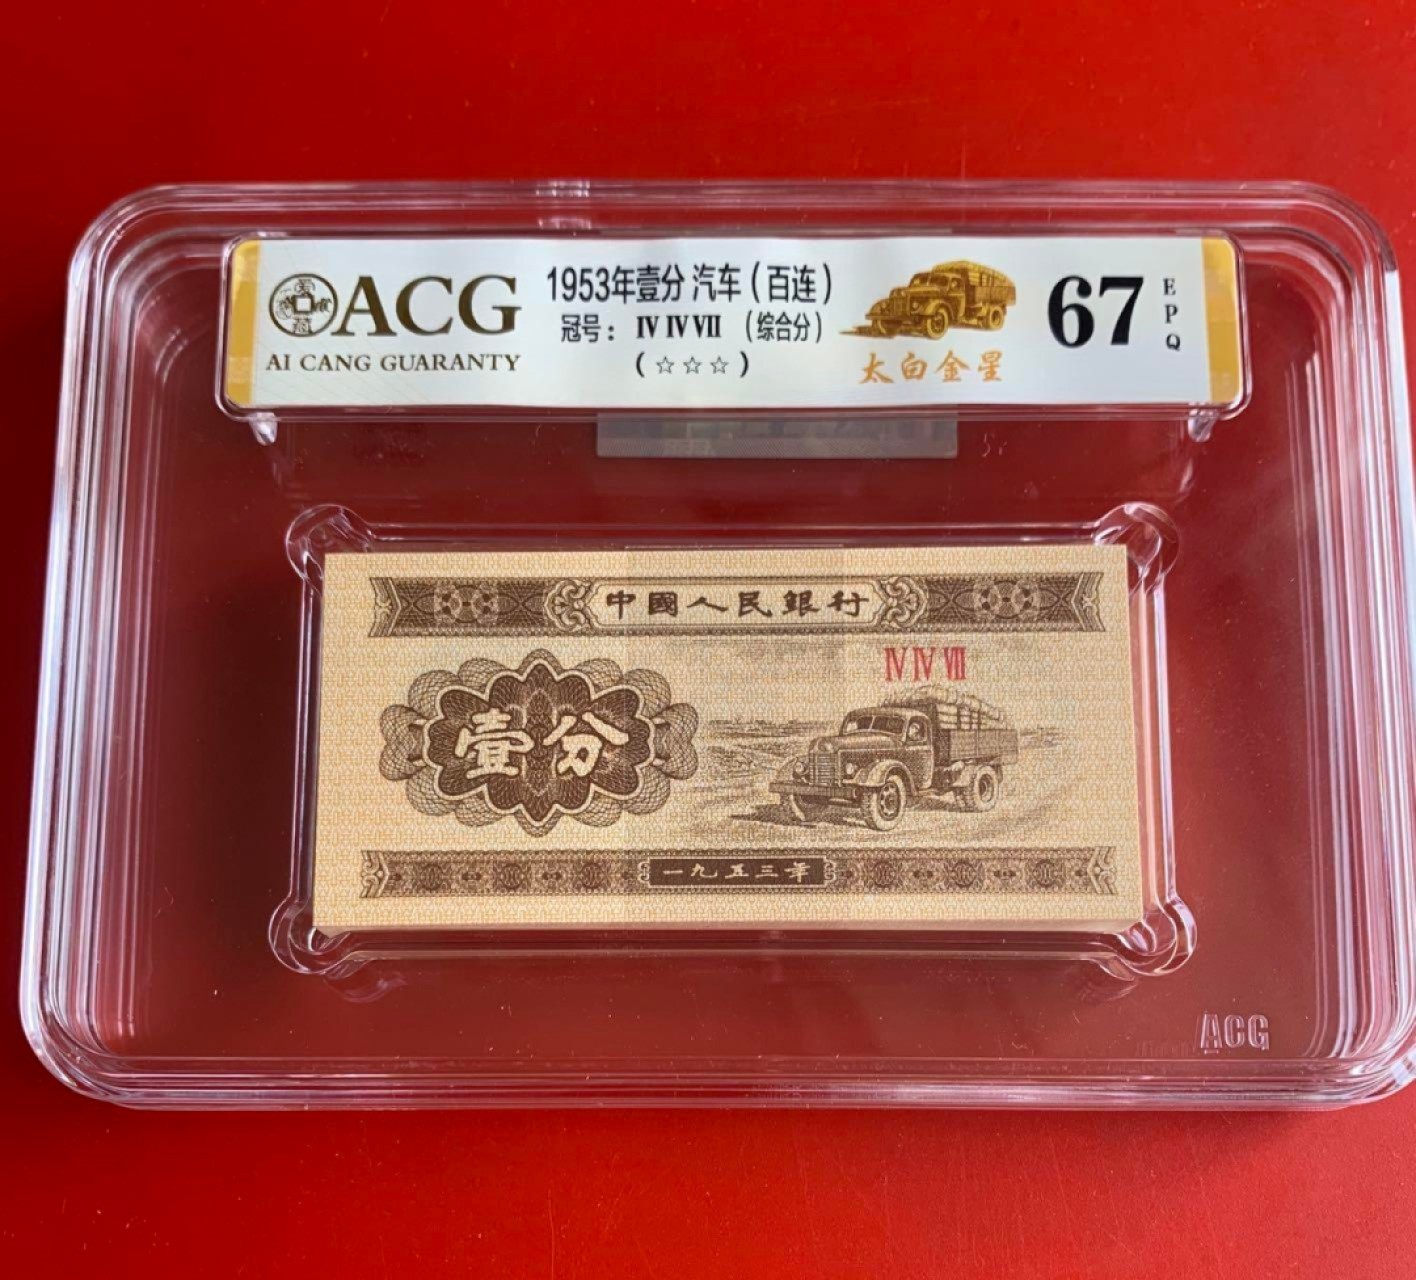 ACG
AI CANG GUARANTY
1953年壹分 汽车（百连）
冠号： Ⅳ Ⅳ Ⅶ （综合分）
（☆☆☆）
太白金星
67
EPQ
中國人民銀行
Ⅳ Ⅳ Ⅶ
壹分
一九五三年
ACG